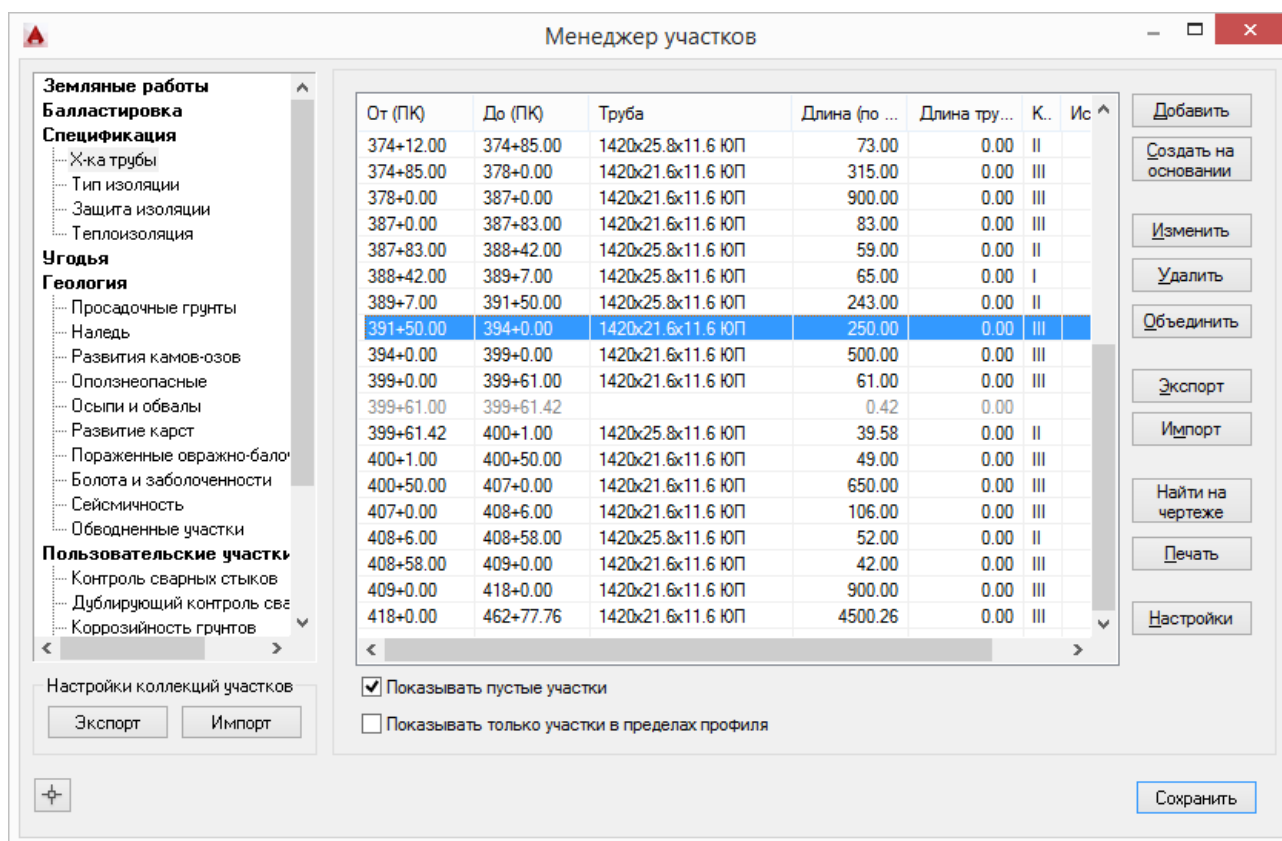 Менеджер участков
Земляные работы
Балластировка
Спецификация
Х-ка трубы
Тип изоляции
Защита изоляции
Теплоизоляция
Угодья
Геология
Просадочные грунты
Наледь
Развития камов-озов
Оползнеопасные
Осыпи и обвалы
Развитие карст
Пораженные овражно-балоч
Болота и заболоченности
Сейсмичность
Обводненные участки
Пользовательские участки
Контроль сварных стыков
Дублирующий контроль сва
Коррозийность грунтов
Настройки коллекций участков
Экспорт Импорт
От (ПК) До (ПК) Труба Длина (по ... Длина тру... К.. Ис
374+12.00 374+85.00 1420x25.8x11.6 ЮП 73.00 0.00 II
374+85.00 378+0.00 1420x21.6x11.6 ЮП 315.00 0.00 III
378+0.00 387+0.00 1420x21.6x11.6 ЮП 900.00 0.00 III
387+0.00 387+83.00 1420x21.6x11.6 ЮП 83.00 0.00 III
387+83.00 388+42.00 1420x25.8x11.6 ЮП 59.00 0.00 II
388+42.00 389+7.00 1420x25.8x11.6 ЮП 65.00 0.00 I
389+7.00 391+50.00 1420x25.8x11.6 ЮП 243.00 0.00 II
391+50.00 394+0.00 1420x21.6x11.6 ЮП 250.00 0.00 III
394+0.00 399+0.00 1420x21.6x11.6 ЮП 500.00 0.00 III
399+0.00 399+61.00 1420x21.6x11.6 ЮП 61.00 0.00 III
399+61.00 399+61.42 0.42 0.00
399+61.42 400+1.00 1420x25.8x11.6 ЮП 39.58 0.00 II
400+1.00 400+50.00 1420x21.6x11.6 ЮП 49.00 0.00 III
400+50.00 407+0.00 1420x21.6x11.6 ЮП 650.00 0.00 III
407+0.00 408+6.00 1420x21.6x11.6 ЮП 106.00 0.00 III
408+6.00 408+58.00 1420x25.8x11.6 ЮП 52.00 0.00 II
408+58.00 409+0.00 1420x21.6x11.6 ЮП 42.00 0.00 III
409+0.00 418+0.00 1420x21.6x11.6 ЮП 900.00 0.00 III
418+0.00 462+77.76 1420x21.6x11.6 ЮП 4500.26 0.00 III
Показывать пустые участки
Показывать только участки в пределах профиля
Добавить
Создать на
основании
Изменить
Удалить
Объединить
Экспорт
Импорт
Найти на
чертеже
Печать
Настройки
Сохранить